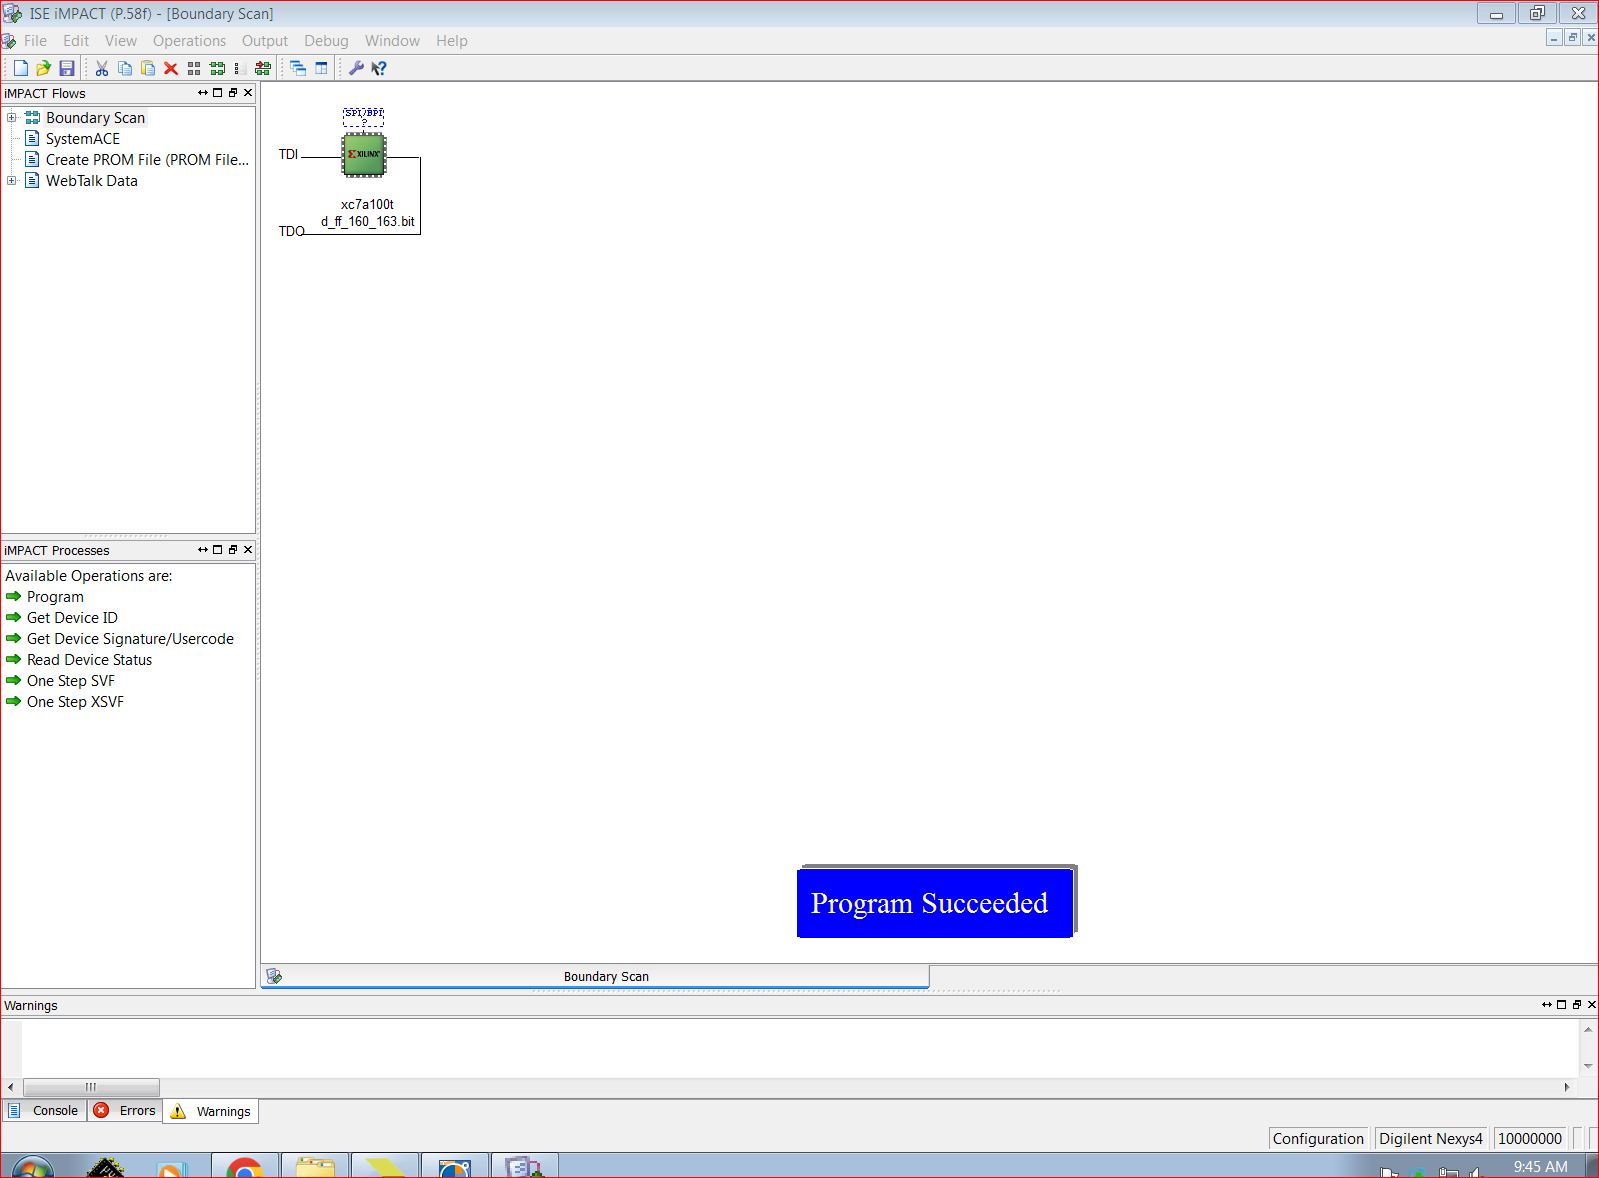 ISE iMPACT (P.58f) - [Boundary Scan]
File Edit View Operations Output Debug Window Help
iMPACT Flows
Boundary Scan
SystemACE
Create PROM File (PROM File...
WebTalk Data
SPI/BPI
?
TDI
XILINX
xc7a100t
d_ff_160_163.bit
TDO
iMPACT Processes
Available Operations are:
Program
Get Device ID
Get Device Signature/Usercode
Read Device Status
One Step SVF
One Step XSVF
Program Succeeded
Boundary Scan
Warnings
Console Errors Warnings
Configuration Digilent Nexys4 10000000
9:45 AM